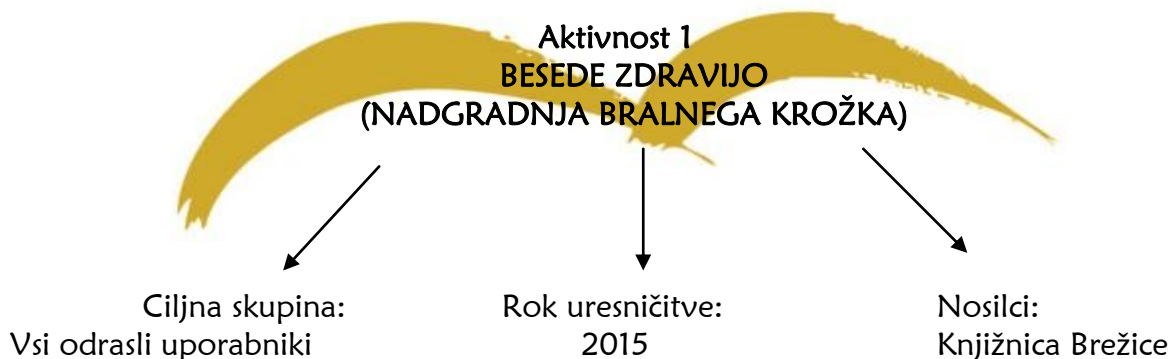 Aktivnost 1
BESEDE ZDRAVIJO
(NADGRADNJA BRALNEGA KROŽKA)
Ciljna skupina:
Vsi odrasli uporabniki
Rok uresničitve:
2015
Nosilci:
Knjižnica Brežice